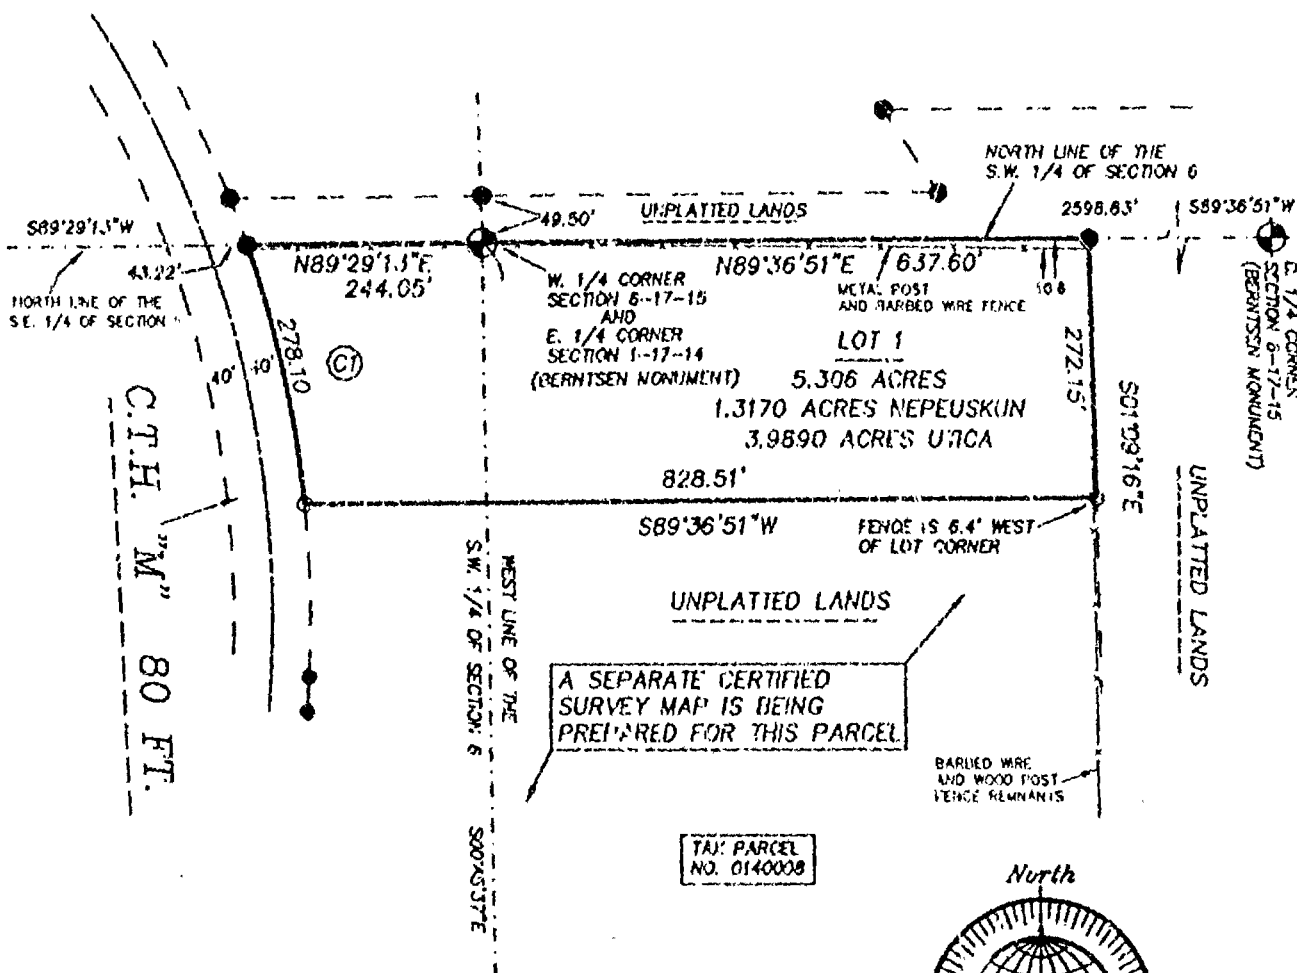 NORTH LINE OF THE
S.W. 1/4 OF SECTION 6
S89°29'13"W
49.50'
UNPLATTED LANDS
2598.63'
S89°36'51"W
43.22'
N89°29'13"E
244.05'
N89°36'51"E
637.60'
NORTH LINE OF THE
S.E. 1/4 OF SECTION
W. 1/4 CORNER
SECTION 6-17-15
AND
E. 1/4 CORNER
SECTION 1-17-14
(BERNTSEN MONUMENT)
METAL POST
AND BARBED WIRE FENCE
E. 1/4 CORNER
SECTION 6-17-15
(BERNTSEN MONUMENT)
278.10
C1
40'
40'
LOT 1
5.306 ACRES
1.3170 ACRES NEPEUSKUN
3.9890 ACRES UTICA
272.15'
S01°09'16"E
828.51'
S89°36'51"W
FENCE IS 6.4' WEST
OF LOT CORNER
C.T.H. "M" 80 FT.
WEST LINE OF THE
S.W. 1/4 OF SECTION 6
UNPLATTED LANDS
UNPLATTED LANDS
A SEPARATE CERTIFIED
SURVEY MAP IS BEING
PREPARED FOR THIS PARCEL
BARBED WIRE
AND WOOD POST
FENCE REMNANTS
TAX PARCEL
NO. 0140008
North